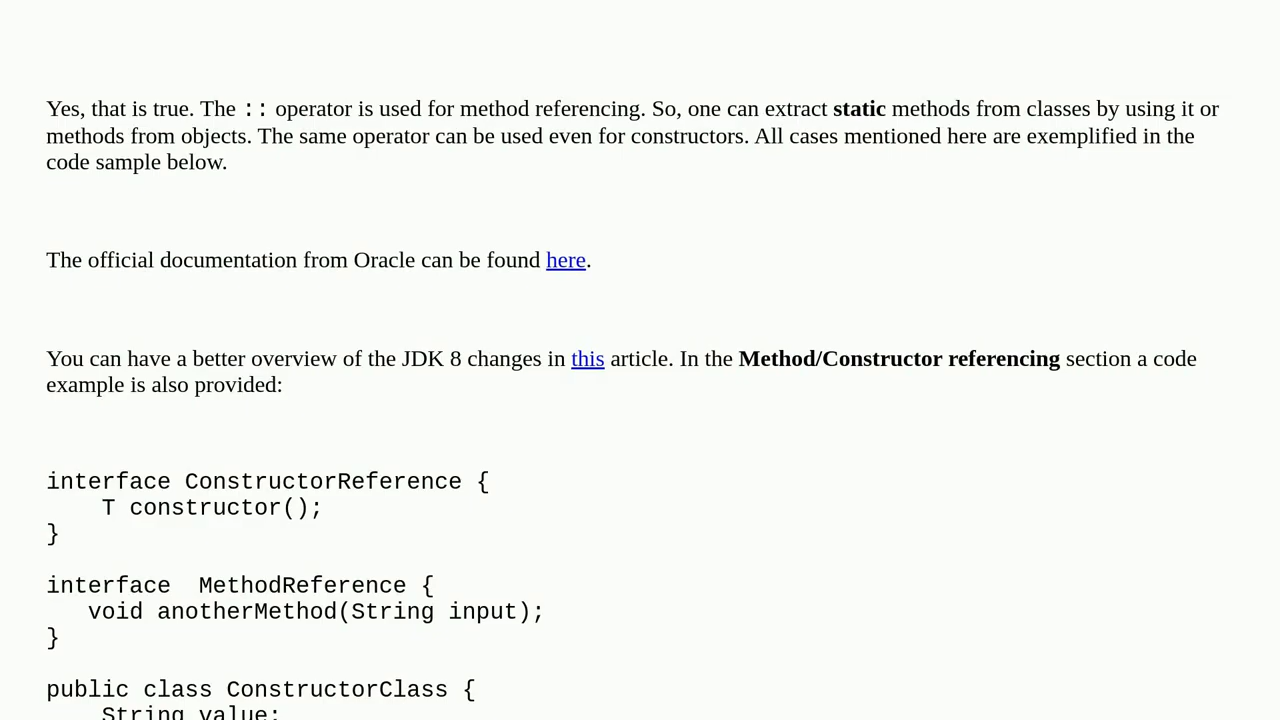 Yes, that is true. The :: operator is used for method referencing. So, one can extract static methods from classes by using it or
methods from objects. The same operator can be used even for constructors. All cases mentioned here are exemplified in the
code sample below.
The official documentation from Oracle can be found here.
You can have a better overview of the JDK 8 changes in this article. In the Method/Constructor referencing section a code
example is also provided:
interface ConstructorReference {
    T constructor();
}
interface  MethodReference {
   void anotherMethod(String input);
}
public class ConstructorClass {
    String value;